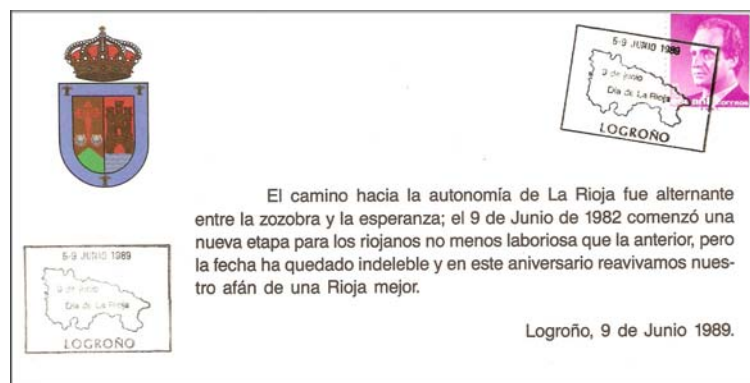 5-9 JUNIO 1989
9 de junio
Día de La Rioja
LOGROÑO
correos
El camino hacia la autonomía de La Rioja fue alternante
entre la zozobra y la esperanza; el 9 de Junio de 1982 comenzó una
nueva etapa para los riojanos no menos laboriosa que la anterior, pero
la fecha ha quedado indeleble y en este aniversario reavivamos nues-
tro afán de una Rioja mejor.
Logroño, 9 de Junio 1989.
5-9 JUNIO 1989
9 de junio
Día de La Rioja
LOGROÑO